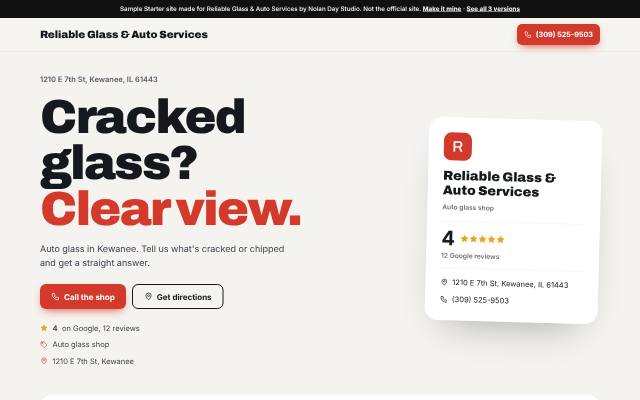 Sample Starter site made for Reliable Glass & Auto Services by Nolan Day Studio. Not the official site. Make it mine · See all 3 versions
Reliable Glass & Auto Services
(309) 525-9503
1210 E 7th St, Kewanee, IL 61443
Cracked
glass?
Clear view.
Auto glass in Kewanee. Tell us what's cracked or chipped
and get a straight answer.
Call the shop
Get directions
4 on Google, 12 reviews
Auto glass shop
1210 E 7th St, Kewanee
R
Reliable Glass &
Auto Services
Auto glass shop
4
12 Google reviews
1210 E 7th St, Kewanee, IL 61443
(309) 525-9503